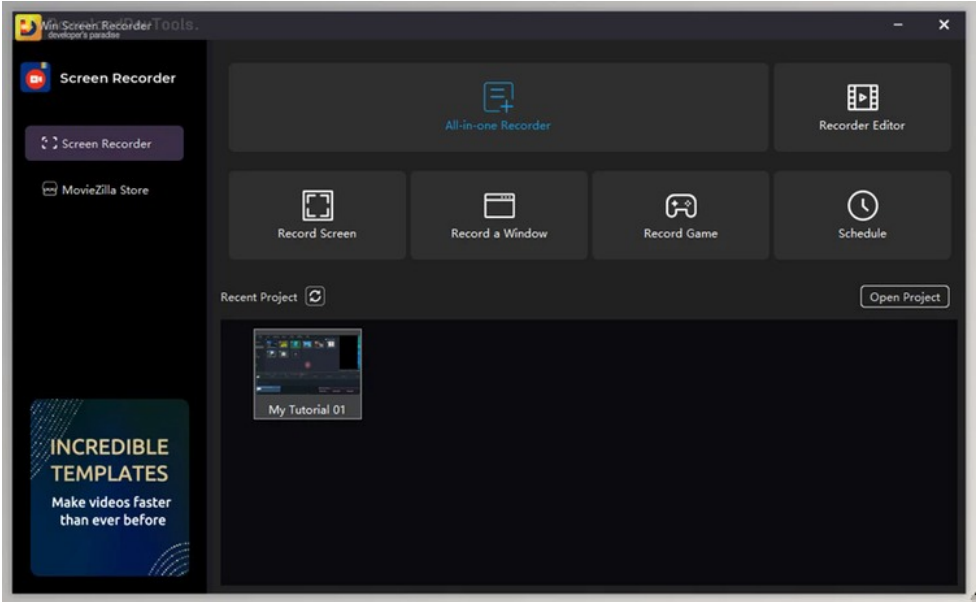 Win Screen Recorder
DownloadDevTools.
developer's paradise
Screen Recorder
Screen Recorder
MovieZilla Store
All-in-one Recorder
Recorder Editor
Record Screen
Record a Window
Record Game
Schedule
Recent Project
Open Project
My Tutorial 01
INCREDIBLE
TEMPLATES
Make videos faster
than ever before